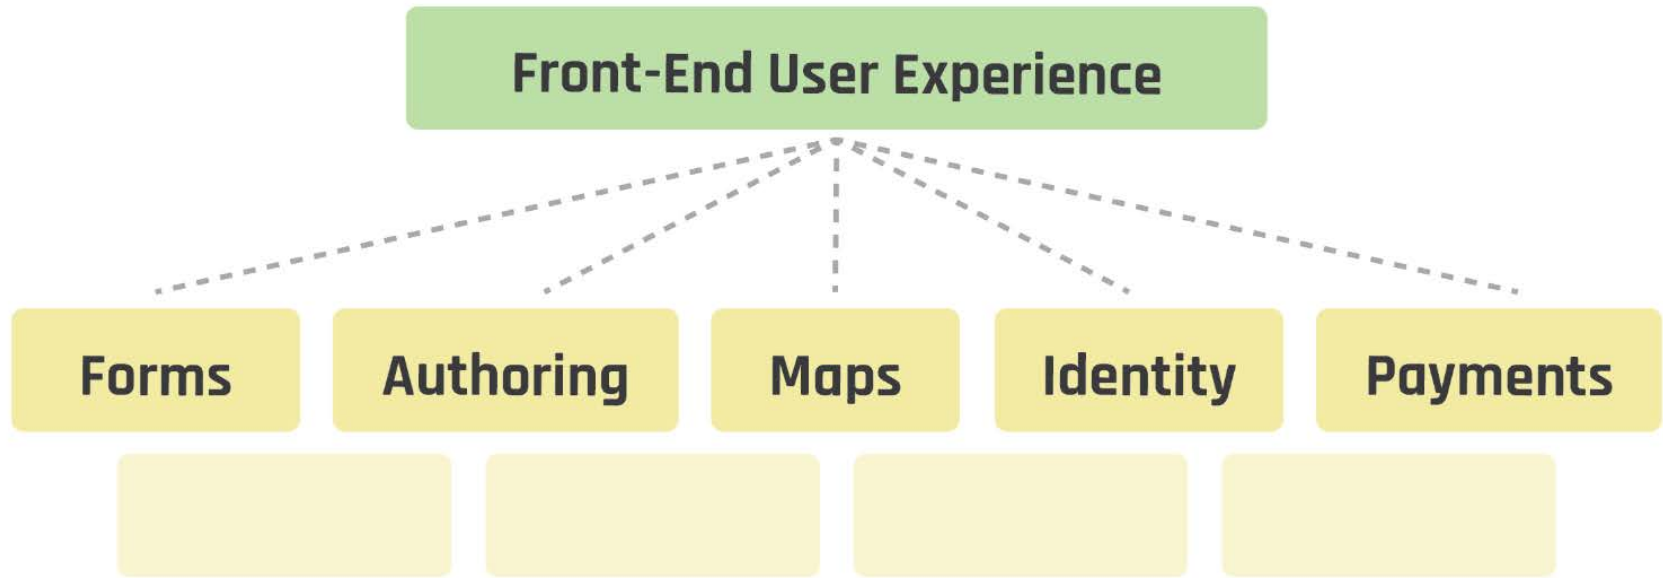 Front-End User Experience
Forms
Authoring
Maps
Identity
Payments